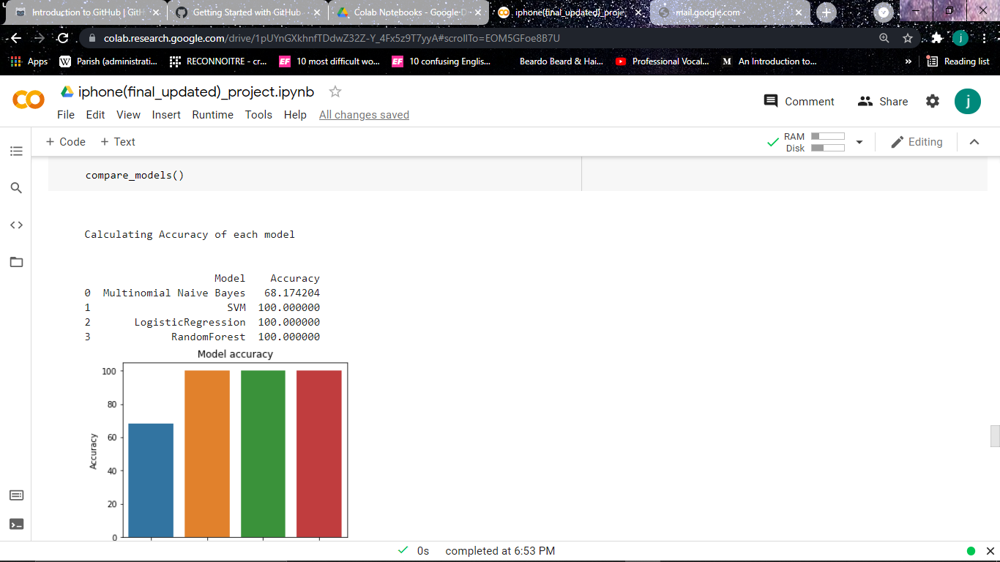 Introduction to GitHub | GitH
Getting Started with GitHub
Colab Notebooks - Google D
iphone(final_updated)_proje
mail.google.com
colab.research.google.com/drive/1pUYnGXkhnfTDdwZ32Z-Y_4Fx5z9T7yyA#scrollTo=EOM5GFoe8B7U
j
Apps
W Parish (administrati...
RECONNOITRE - cr...
EF 10 most difficult wo...
EF 10 confusing Englis...
Beardo Beard & Hai...
Professional Vocal...
M An Introduction to...
»
Reading list
CO
iphone(final_updated)_project.ipynb
File Edit View Insert Runtime Tools Help All changes saved
Comment
Share
j
+ Code + Text
RAM
Disk
Editing
compare_models()
Calculating Accuracy of each model
Model Accuracy
0 Multinomial Naive Bayes 68.174204
1 SVM 100.000000
2 LogisticRegression 100.000000
3 RandomForest 100.000000
Model accuracy
100
80
60
40
20
0
Accuracy
0s completed at 6:53 PM